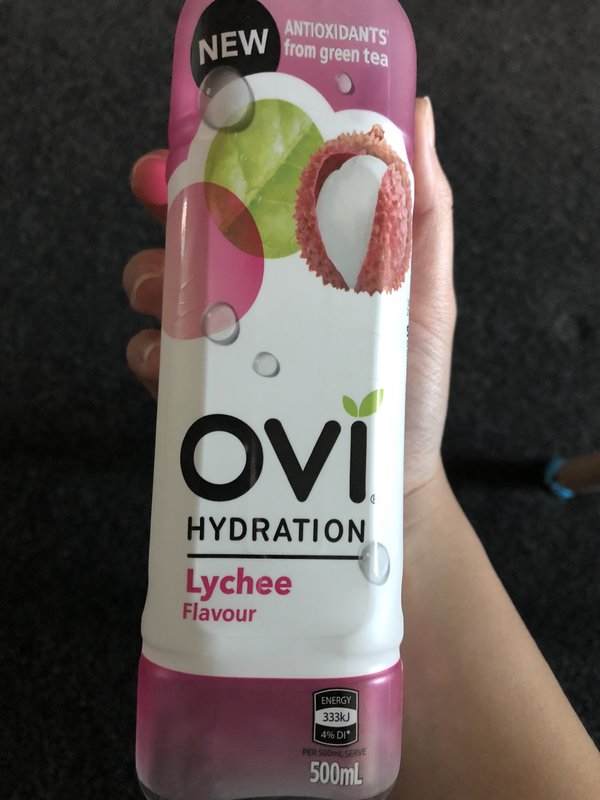 NEW
ANTIOXIDANTS
from green tea
OVI
HYDRATION
Lychee
Flavour
ENERGY
333kJ
4% DI*
PER 500mL SERVE
500mL